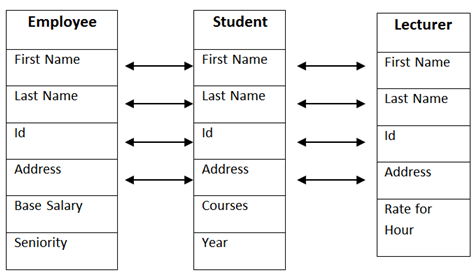 Employee
First Name
Last Name
Id
Address
Base Salary
Seniority
Student
First Name
Last Name
Id
Address
Courses
Year
Lecturer
First Name
Last Name
Id
Address
Rate for
Hour